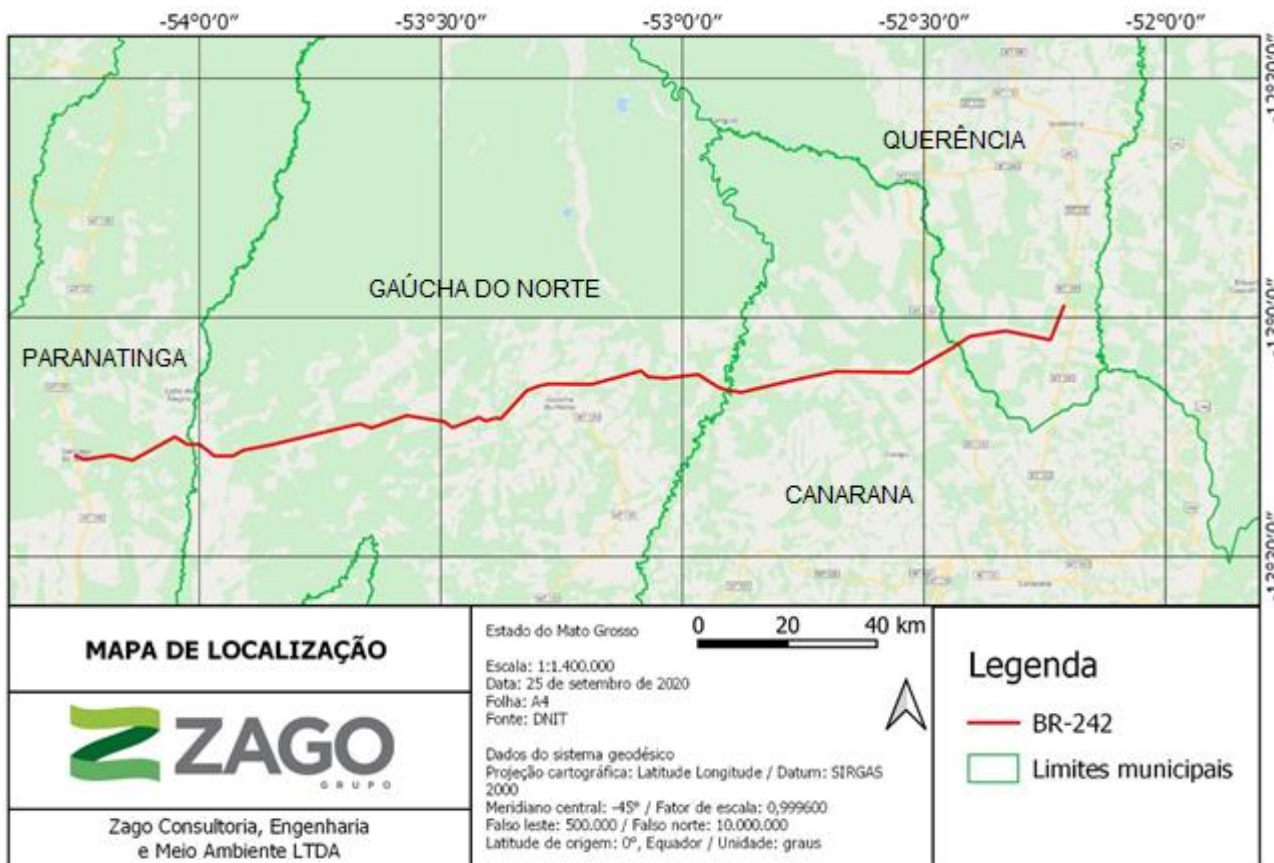 -54°0′0″
-53°30′0″
-53°0′0″
-52°30′0″
-52°0′0″
QUERÊNCIA
GAÚCHA DO NORTE
PARANATINGA
CANARANA
MAPA DE LOCALIZAÇÃO
ZAGO
GRUPO
Zago Consultoria, Engenharia
e Meio Ambiente LTDA
Estado do Mato Grosso
0 20 40 km
Escala: 1:1.400.000
Data: 25 de setembro de 2020
Folha: A4
Fonte: DNIT
Dados do sistema geodésico
Projeção cartográfica: Latitude Longitude / Datum: SIRGAS
2000
Meridiano central: -45° / Fator de escala: 0,999600
Falso leste: 500.000 / Falso norte: 10.000.000
Latitude de origem: 0°, Equador / Unidade: graus
Legenda
BR-242
Limites municipais